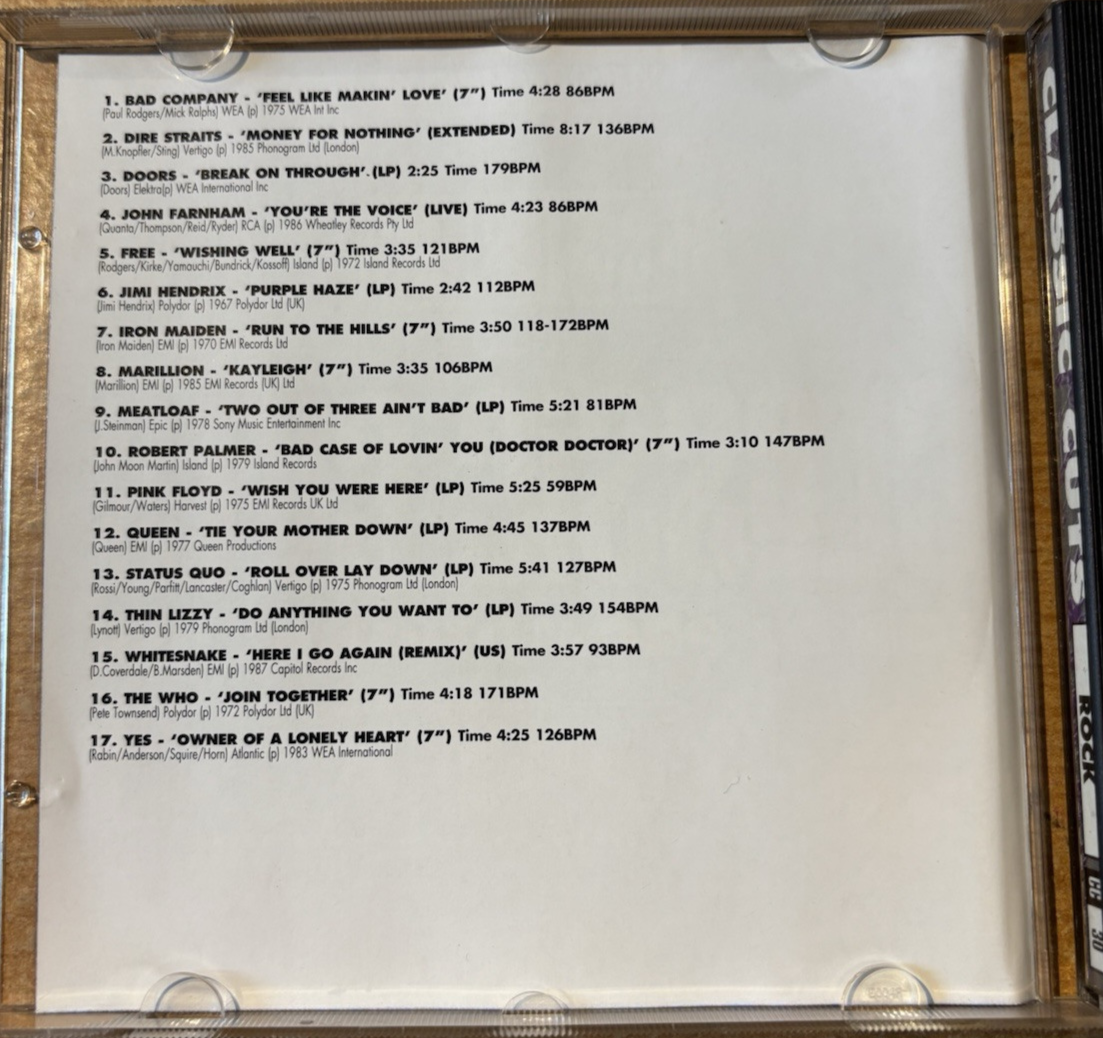 1. BAD COMPANY - 'FEEL LIKE MAKIN' LOVE' (7") Time 4:28 86BPM
(Paul Rodgers/Mick Ralphs) WEA (p) 1975 WEA Int Inc
2. DIRE STRAITS - 'MONEY FOR NOTHING' (EXTENDED) Time 8:17 136BPM
(M.Knopfler/Sting) Vertigo (p) 1985 Phonogram Ltd (London)
3. DOORS - 'BREAK ON THROUGH'. (LP) 2:25 Time 179BPM
(Doors) Elektra(p) WEA International Inc
4. JOHN FARNHAM - 'YOU'RE THE VOICE' (LIVE) Time 4:23 86BPM
(Quanta/Thompson/Reid/Ryder) RCA (p) 1986 Wheatley Records Pty Ltd
5. FREE - 'WISHING WELL' (7") Time 3:35 121BPM
(Rodgers/Kirke/Yamauchi/Bundrick/Kossoff) Island (p) 1972 Island Records Ltd
6. JIMI HENDRIX - 'PURPLE HAZE' (LP) Time 2:42 112BPM
(Jimi Hendrix) Polydor (p) 1967 Polydor Ltd (UK)
7. IRON MAIDEN - 'RUN TO THE HILLS' (7") Time 3:50 118-172BPM
(Iron Maiden) EMI (p) 1970 EMI Records Ltd
8. MARILLION - 'KAYLEIGH' (7") Time 3:35 106BPM
(Marillion) EMI (p) 1985 EMI Records (UK) Ltd
9. MEATLOAF - 'TWO OUT OF THREE AIN'T BAD' (LP) Time 5:21 81BPM
(J.Steinman) Epic (p) 1978 Sony Music Entertainment Inc
10. ROBERT PALMER - 'BAD CASE OF LOVIN' YOU (DOCTOR DOCTOR)' (7") Time 3:10 147BPM
(John Moon Martin) Island (p) 1979 Island Records
11. PINK FLOYD - 'WISH YOU WERE HERE' (LP) Time 5:25 59BPM
(Gilmour/Waters) Harvest (p) 1975 EMI Records UK Ltd
12. QUEEN - 'TIE YOUR MOTHER DOWN' (LP) Time 4:45 137BPM
(Queen) EMI (p) 1977 Queen Productions
13. STATUS QUO - 'ROLL OVER LAY DOWN' (LP) Time 5:41 127BPM
(Rossi/Young/Parfitt/Lancaster/Coghlan) Vertigo (p) 1975 Phonogram Ltd (London)
14. THIN LIZZY - 'DO ANYTHING YOU WANT TO' (LP) Time 3:49 154BPM
(Lynott) Vertigo (p) 1979 Phonogram Ltd (London)
15. WHITESNAKE - 'HERE I GO AGAIN (REMIX)' (US) Time 3:57 93BPM
(D.Coverdale/B.Marsden) EMI (p) 1987 Capitol Records Inc
16. THE WHO - 'JOIN TOGETHER' (7") Time 4:18 171BPM
(Pete Townsend) Polydor (p) 1972 Polydor Ltd (UK)
17. YES - 'OWNER OF A LONELY HEART' (7") Time 4:25 126BPM
(Rabin/Anderson/Squire/Horn) Atlantic (p) 1983 WEA International
CLASSIC CUTS
ROCK
CC 30